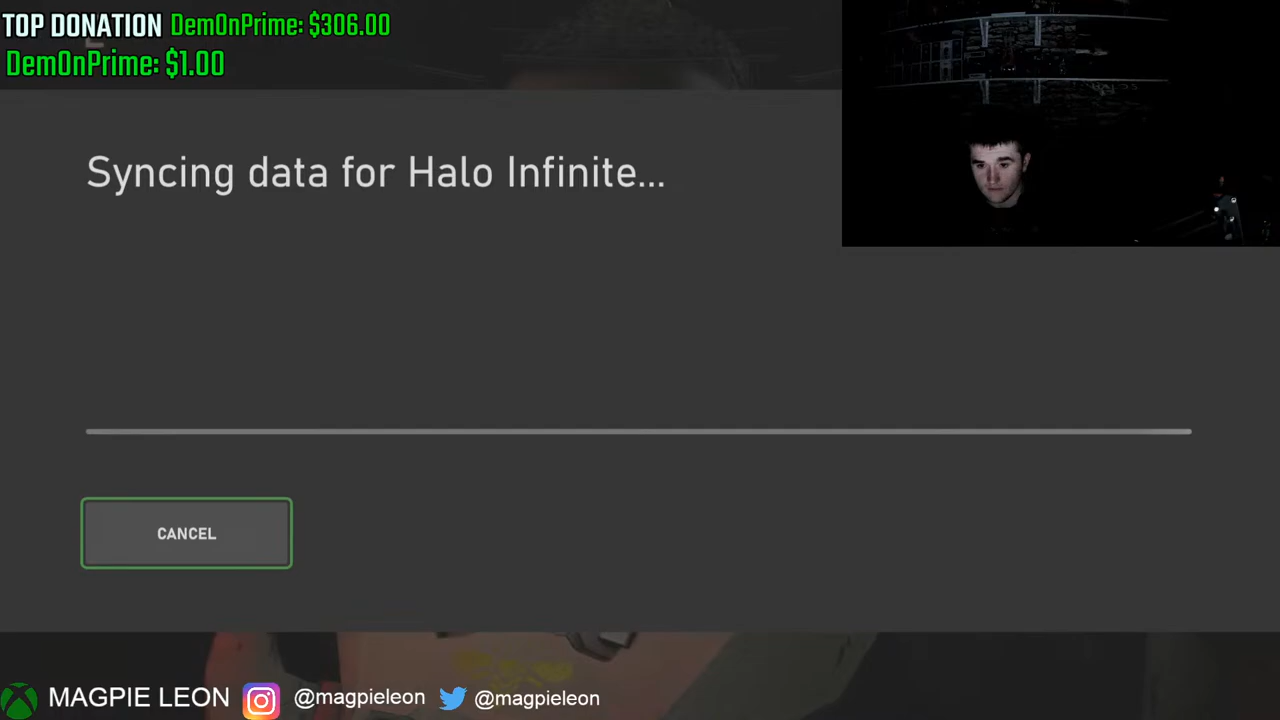 TOP DONATION DemOnPrime: $306.00
DemOnPrime: $1.00
Syncing data for Halo Infinite...
CANCEL
MAGPIE LEON @magpieleon @magpieleon